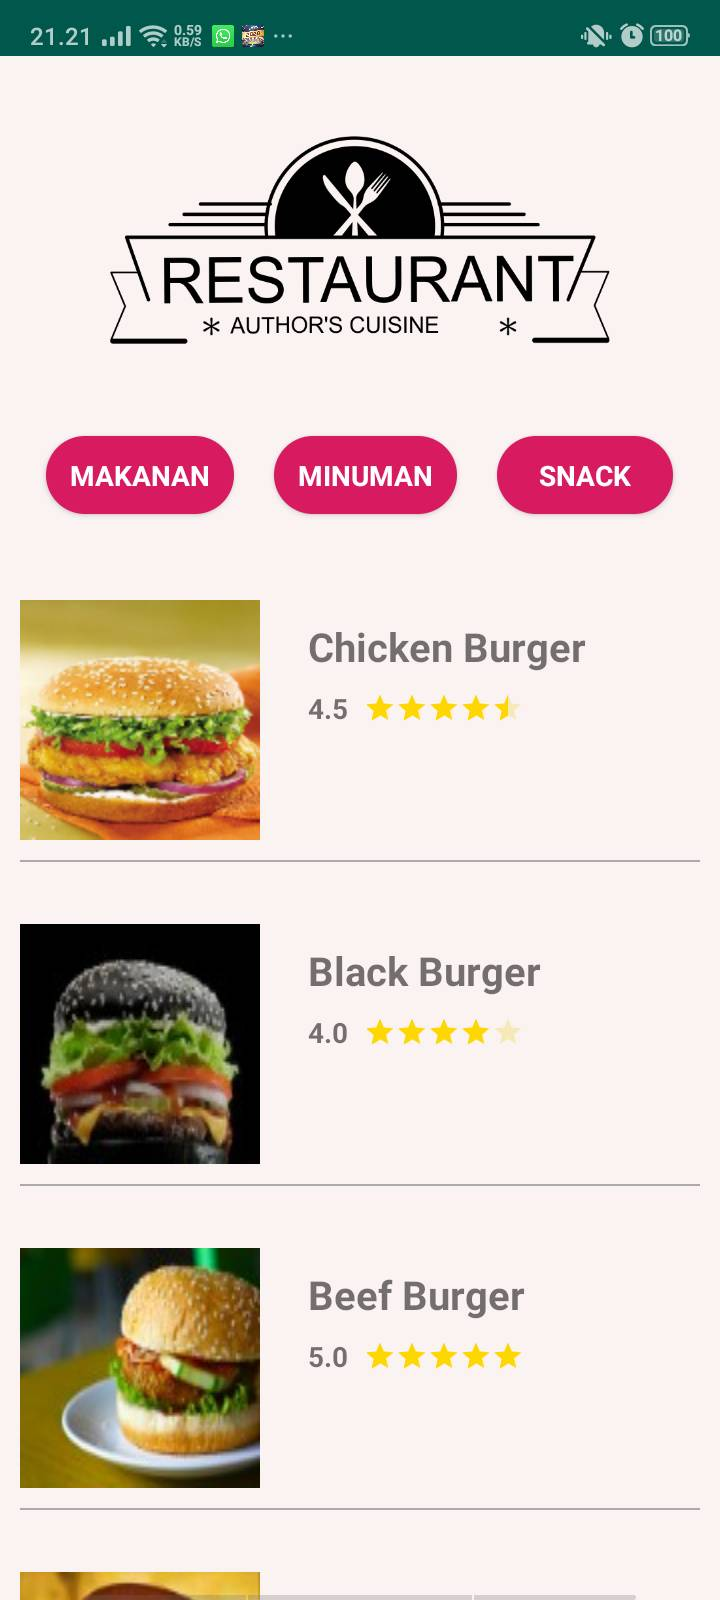 21.21 0.59 KB/S ... 100
RESTAURANT
* AUTHOR'S CUISINE *
MAKANAN MINUMAN SNACK
Chicken Burger
4.5
Black Burger
4.0
Beef Burger
5.0